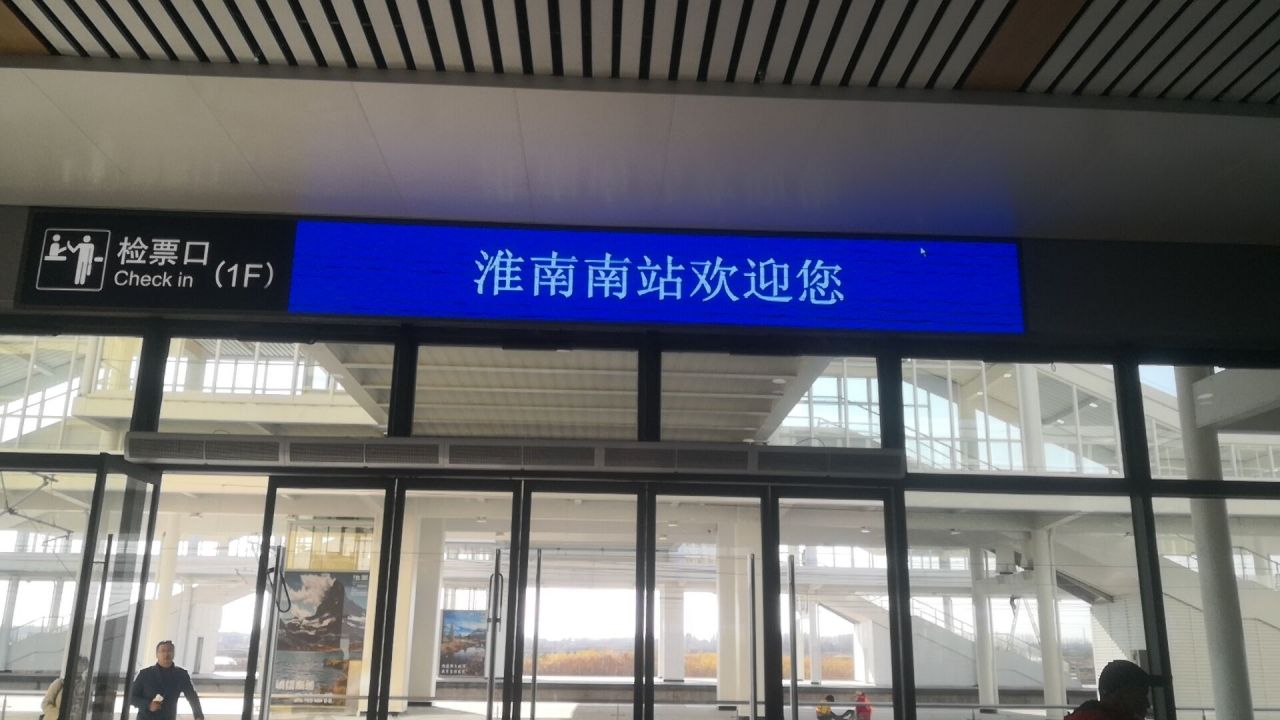 检票口
Check in
(1F)
淮南南站欢迎您